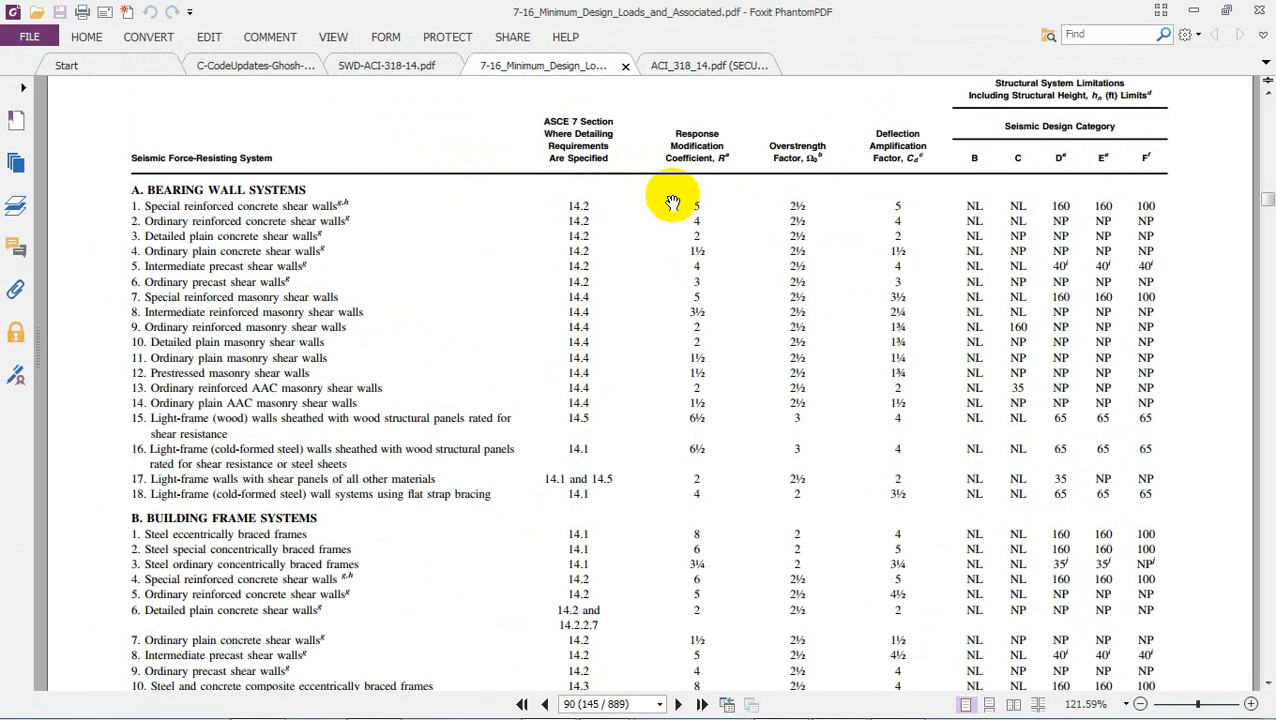 7-16_Minimum_Design_Loads_and_Associated.pdf - Foxit PhantomPDF
FILE HOME CONVERT EDIT COMMENT VIEW FORM PROTECT SHARE HELP Find
Start C-CodeUpdates-Ghosh-... SWD-ACI-318-14.pdf 7-16_Minimum_Design_Lo... ACI_318_14.pdf (SECU...
Structural System Limitations
Including Structural Height, hn (ft) Limits^d
ASCE 7 Section
Where Detailing
Requirements
Are Specified
Response
Modification
Coefficient, R^a
Overstrength
Factor, Ω0^b
Deflection
Amplification
Factor, Cd^c
Seismic Design Category
Seismic Force-Resisting System B C D^e E^e F^f
A. BEARING WALL SYSTEMS
1. Special reinforced concrete shear walls^g,h 14.2 5 2½ 5 NL NL 160 160 100
2. Ordinary reinforced concrete shear walls^g 14.2 4 2½ 4 NL NL NP NP NP
3. Detailed plain concrete shear walls^g 14.2 2 2½ 2 NL NP NP NP NP
4. Ordinary plain concrete shear walls^g 14.2 1½ 2½ 1½ NL NP NP NP NP
5. Intermediate precast shear walls^g 14.2 4 2½ 4 NL NL 40^i 40^i 40^i
6. Ordinary precast shear walls^g 14.2 3 2½ 3 NL NP NP NP NP
7. Special reinforced masonry shear walls 14.4 5 2½ 3½ NL NL 160 160 100
8. Intermediate reinforced masonry shear walls 14.4 3½ 2½ 2¼ NL NL NP NP NP
9. Ordinary reinforced masonry shear walls 14.4 2 2½ 1¾ NL 160 NP NP NP
10. Detailed plain masonry shear walls 14.4 2 2½ 1¾ NL NP NP NP NP
11. Ordinary plain masonry shear walls 14.4 1½ 2½ 1¼ NL NP NP NP NP
12. Prestressed masonry shear walls 14.4 1½ 2½ 1¾ NL NP NP NP NP
13. Ordinary reinforced AAC masonry shear walls 14.4 2 2½ 2 NL 35 NP NP NP
14. Ordinary plain AAC masonry shear walls 14.4 1½ 2½ 1½ NL NP NP NP NP
15. Light-frame (wood) walls sheathed with wood structural panels rated for 14.5 6½ 3 4 NL NL 65 65 65
shear resistance
16. Light-frame (cold-formed steel) walls sheathed with wood structural panels 14.1 6½ 3 4 NL NL 65 65 65
rated for shear resistance or steel sheets
17. Light-frame walls with shear panels of all other materials 14.1 and 14.5 2 2½ 2 NL NL 35 NP NP
18. Light-frame (cold-formed steel) wall systems using flat strap bracing 14.1 4 2 3½ NL NL 65 65 65
B. BUILDING FRAME SYSTEMS
1. Steel eccentrically braced frames 14.1 8 2 4 NL NL 160 160 100
2. Steel special concentrically braced frames 14.1 6 2 5 NL NL 160 160 100
3. Steel ordinary concentrically braced frames 14.1 3¼ 2 3¼ NL NL 35^j 35^j NP^j
4. Special reinforced concrete shear walls ^g,h 14.2 6 2½ 5 NL NL 160 160 100
5. Ordinary reinforced concrete shear walls^g 14.2 5 2½ 4½ NL NL NP NP NP
6. Detailed plain concrete shear walls^g 14.2 and 2 2½ 2 NL NP NP NP NP
14.2.2.7
7. Ordinary plain concrete shear walls^g 14.2 1½ 2½ 1½ NL NP NP NP NP
8. Intermediate precast shear walls^g 14.2 5 2½ 4½ NL NL 40^i 40^i 40^i
9. Ordinary precast shear walls^g 14.2 4 2½ 4 NL NP NP NP NP
10. Steel and concrete composite eccentrically braced frames 14.3 8 2½ 4 NL NL 160 160 100
90 (145 / 889) 121.59%